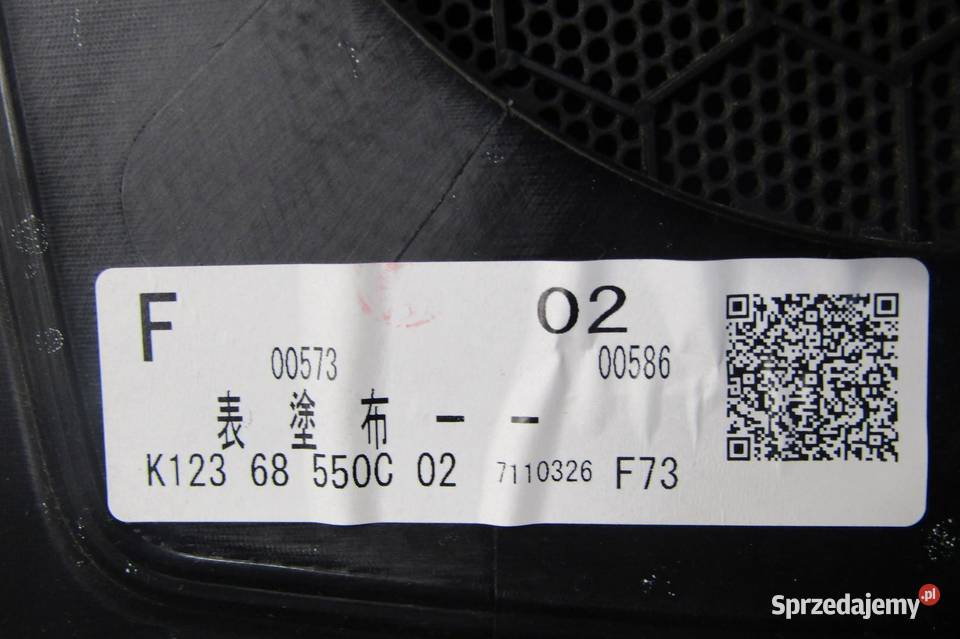 F 02
00573 00586
表 塗 布 - -
K123 68 550C 02 7110326 F73
Sprzedajemy.pl